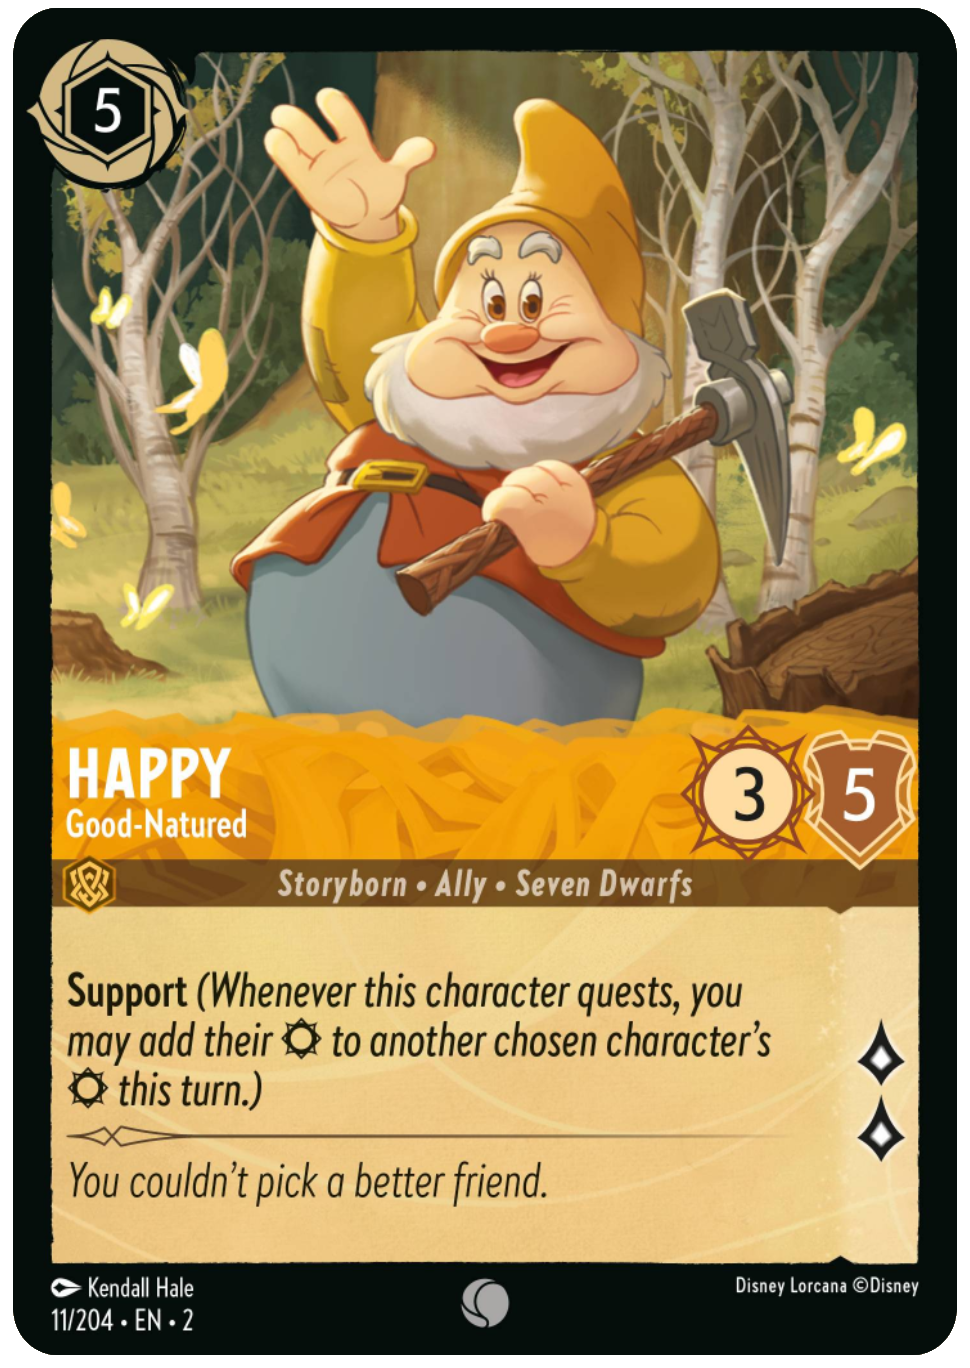 5
HAPPY
Good-Natured
3
5
Storyborn • Ally • Seven Dwarfs
Support (Whenever this character quests, you
may add their to another chosen character's
this turn.)
You couldn't pick a better friend.
Kendall Hale
11/204 • EN • 2
Disney Lorcana ©Disney